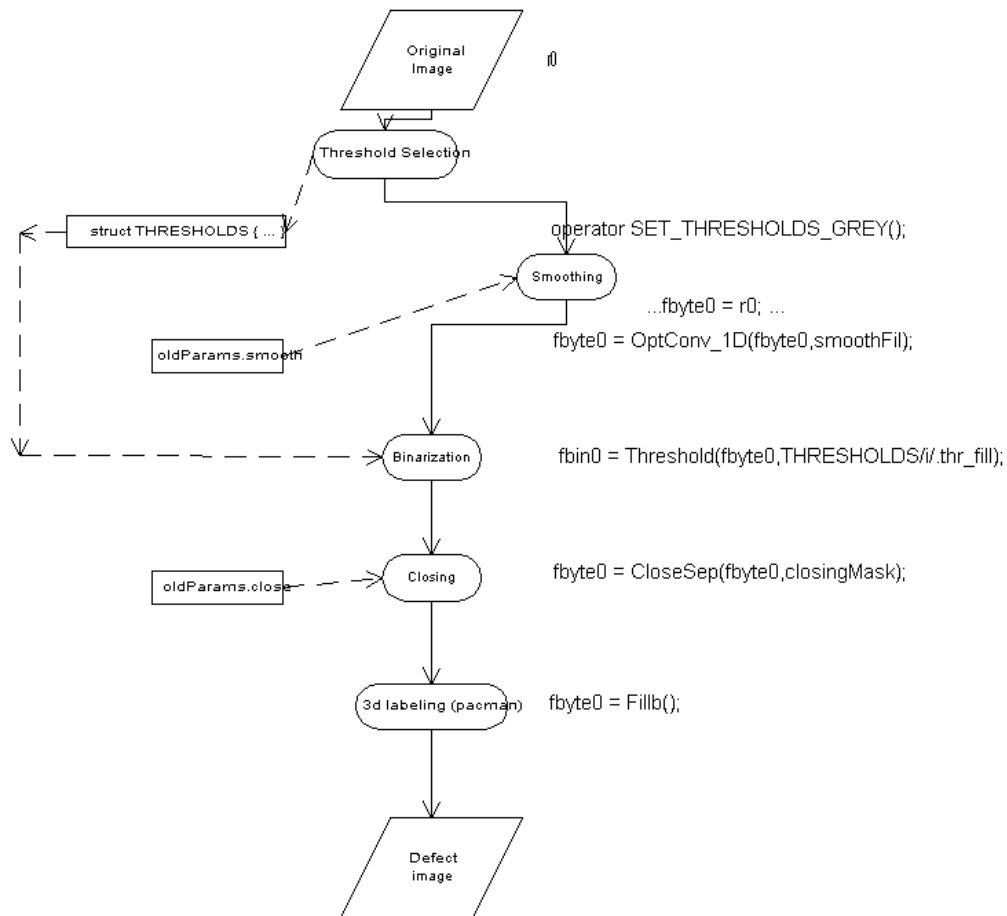 Original
Image
r0
Threshold Selection
struct THRESHOLDS { ... }
operator SET_THRESHOLDS_GREY();
Smoothing
...fbyte0 = r0; ...
oldParams.smooth
fbyte0 = OptConv_1D(fbyte0,smoothFil);
Binarization
fbin0 = Threshold(fbyte0,THRESHOLDS/i/.thr_fill);
oldParams.close
Closing
fbyte0 = CloseSep(fbyte0,closingMask);
3d labeling (pacman)
fbyte0 = Fillb();
Defect
image